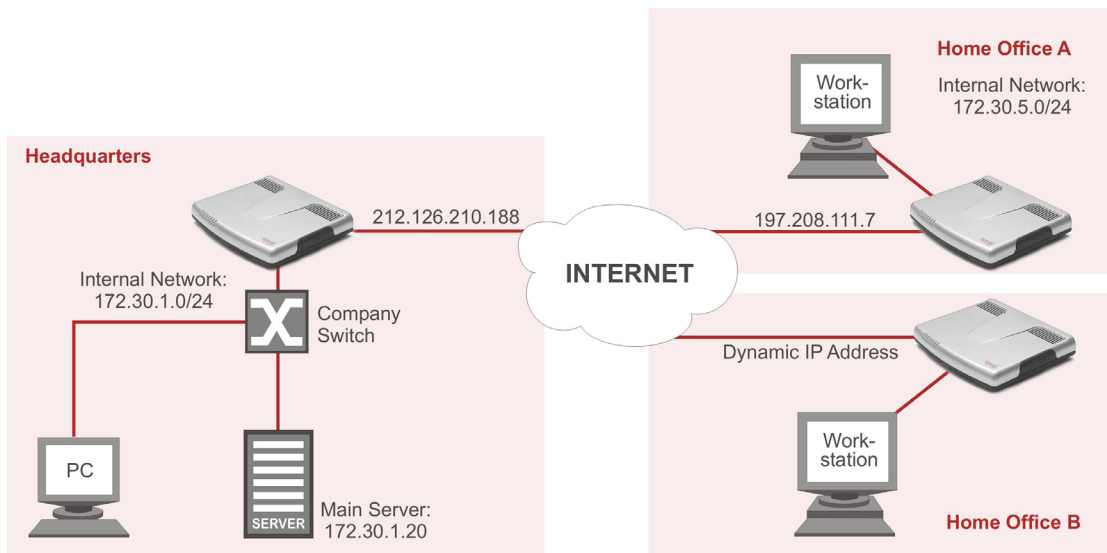 Home Office A
Work-
station
Internal Network:
172.30.5.0/24
Headquarters
212.126.210.188
197.208.111.7
INTERNET
Internal Network:
172.30.1.0/24
Company
Switch
Dynamic IP Address
PC
Work-
station
SERVER
Main Server:
172.30.1.20
Home Office B